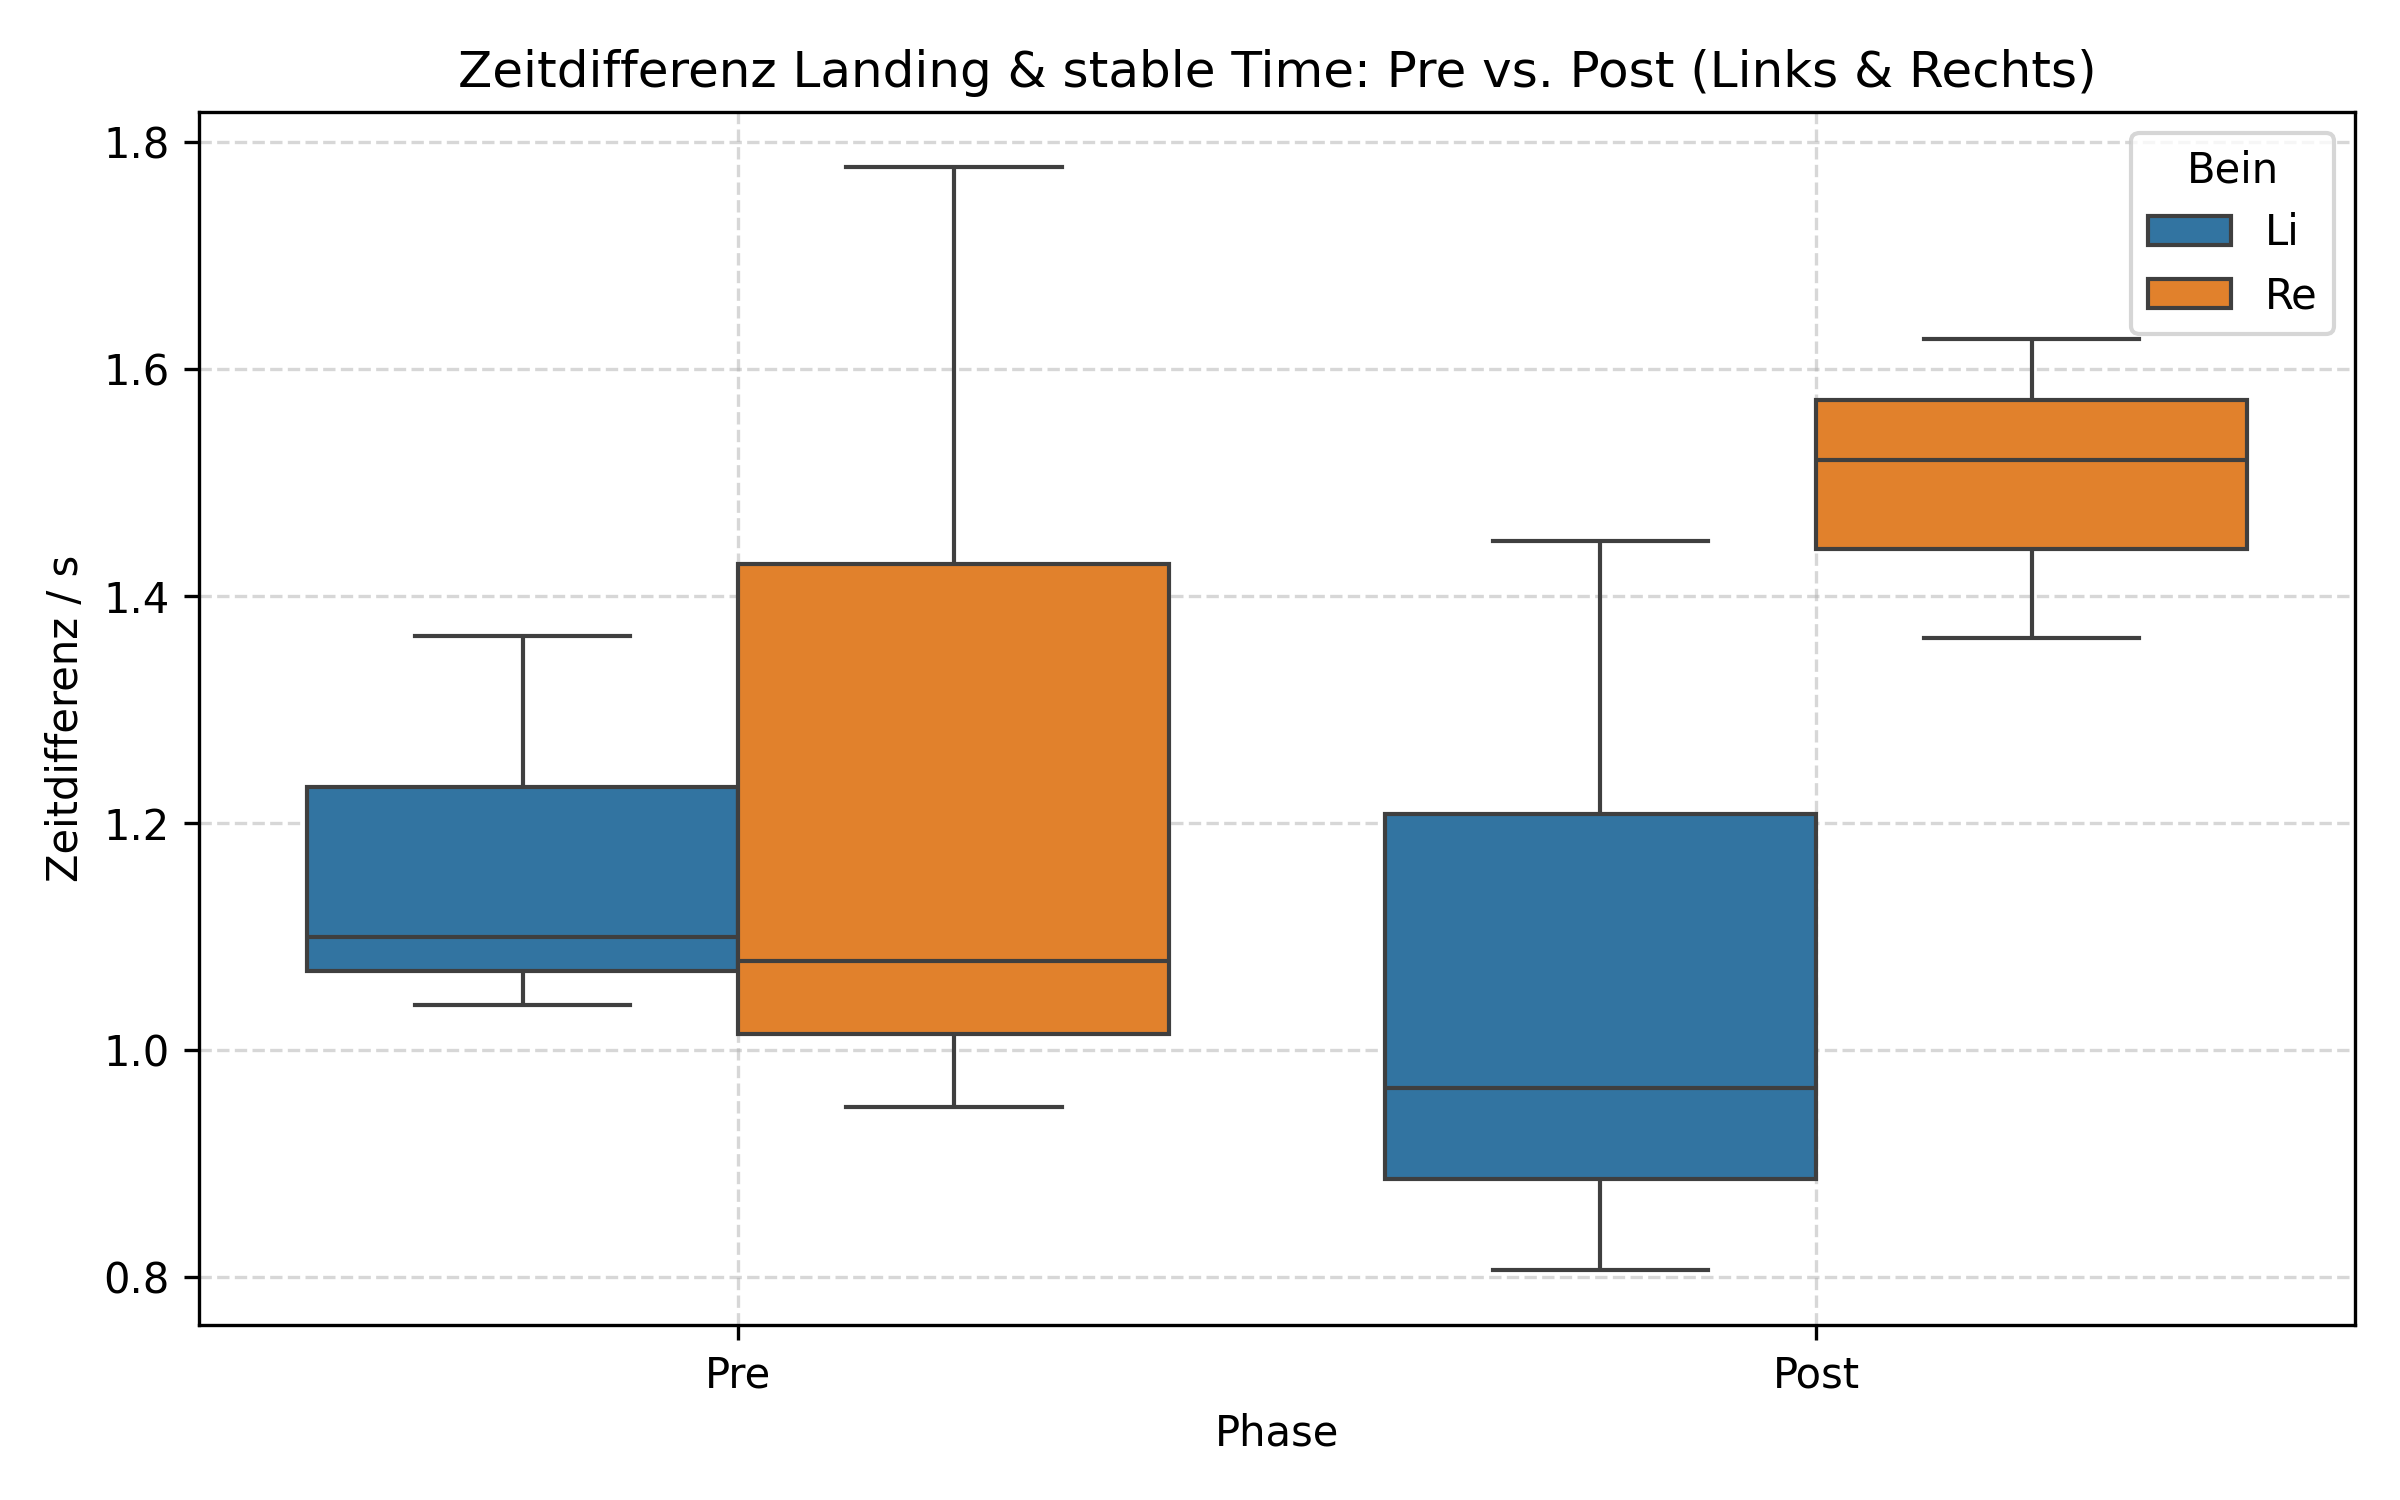 Zeitdifferenz Landing & stable Time: Pre vs. Post (Links & Rechts)
Bein
Li
Re
Zeitdifferenz / s
1.8
1.6
1.4
1.2
1.0
0.8
Pre
Post
Phase